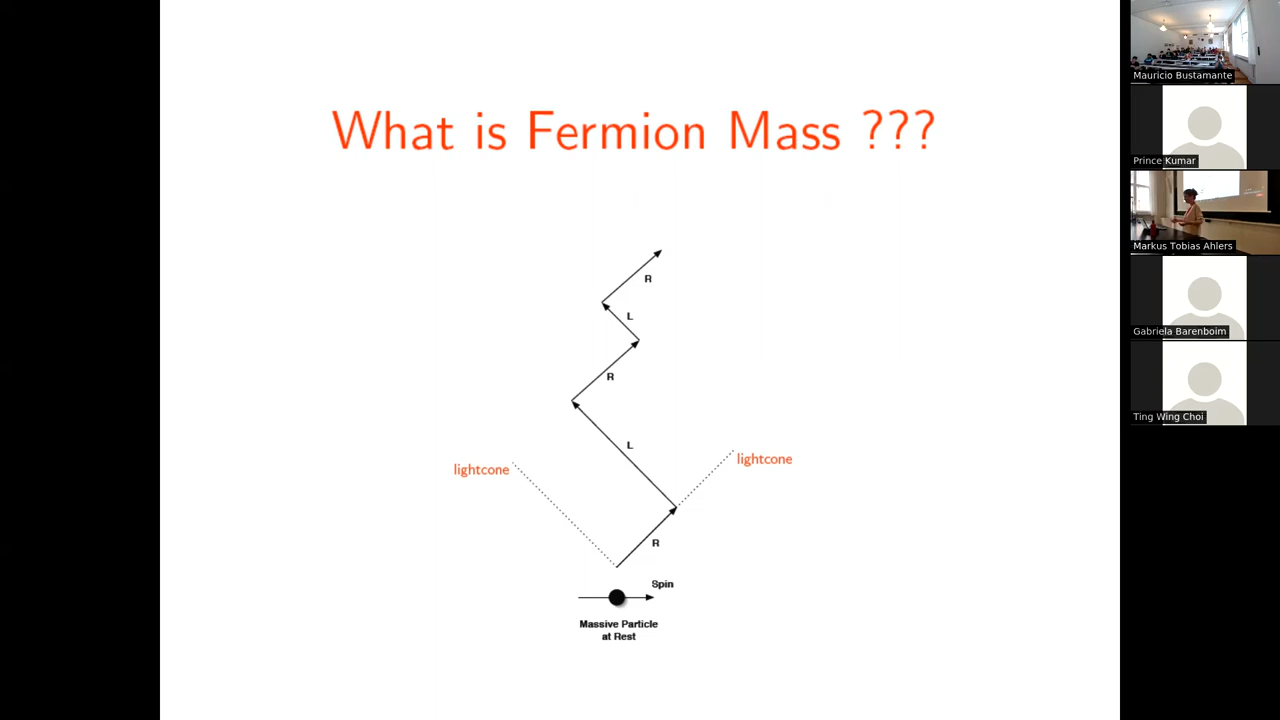 What is Fermion Mass ???
R
L
R
L
lightcone
lightcone
R
Spin
Massive Particle
at Rest
Mauricio Bustamante
Prince Kumar
Markus Tobias Ahlers
Gabriela Barenboim
Ting Wing Choi